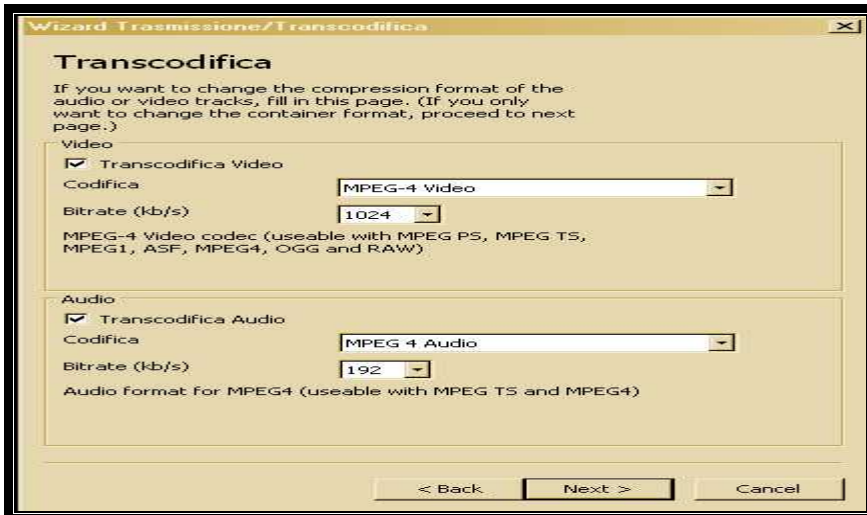 Wizard Trasmissione/Transcodifica
Transcodifica
If you want to change the compression format of the
audio or video tracks, fill in this page. (If you only
want to change the container format, proceed to next
page.)
Video
Transcodifica Video
Codifica
MPEG-4 Video
Bitrate (kb/s)
1024
MPEG-4 Video codec (useable with MPEG PS, MPEG TS,
MPEG1, ASF, MPEG4, OGG and RAW)
Audio
Transcodifica Audio
Codifica
MPEG 4 Audio
Bitrate (kb/s)
192
Audio format for MPEG4 (useable with MPEG TS and MPEG4)
< Back
Next >
Cancel